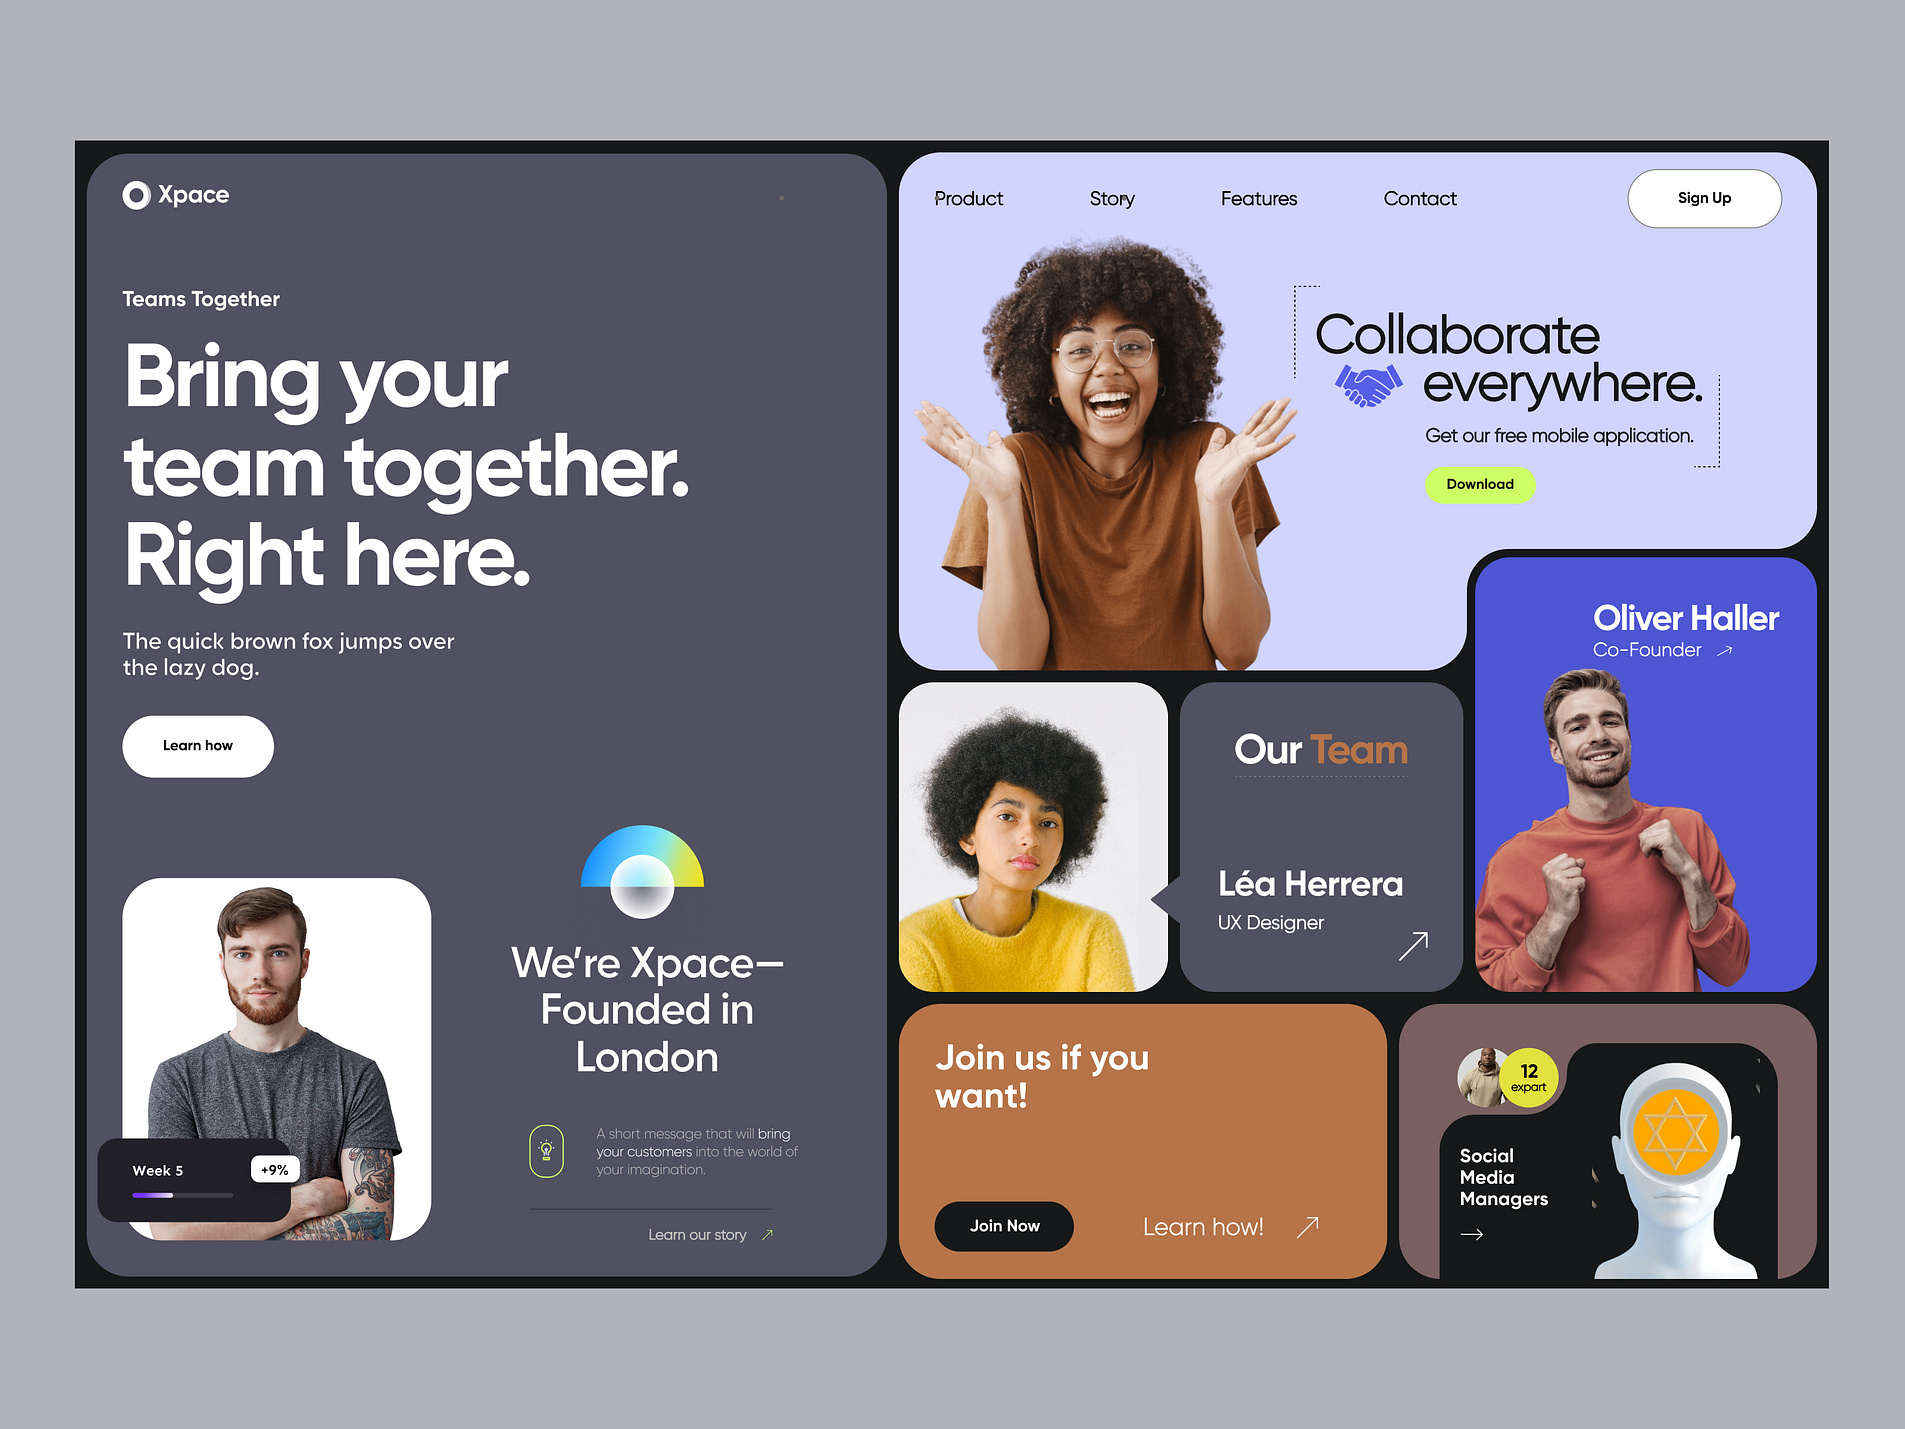 Xpace
Teams Together
Bring your
team together.
Right here.
The quick brown fox jumps over
the lazy dog.
Learn how
Week 5
+9%
We’re Xpace—
Founded in
London
A short message that will bring
your customers into the world of
your imagination.
Learn our story
Product
Story
Features
Contact
Sign Up
Collaborate
everywhere.
Get our free mobile application.
Download
Our Team
Léa Herrera
UX Designer
Oliver Haller
Co-Founder
Join us if you
want!
Join Now
Learn how!
12
expart
Social
Media
Managers